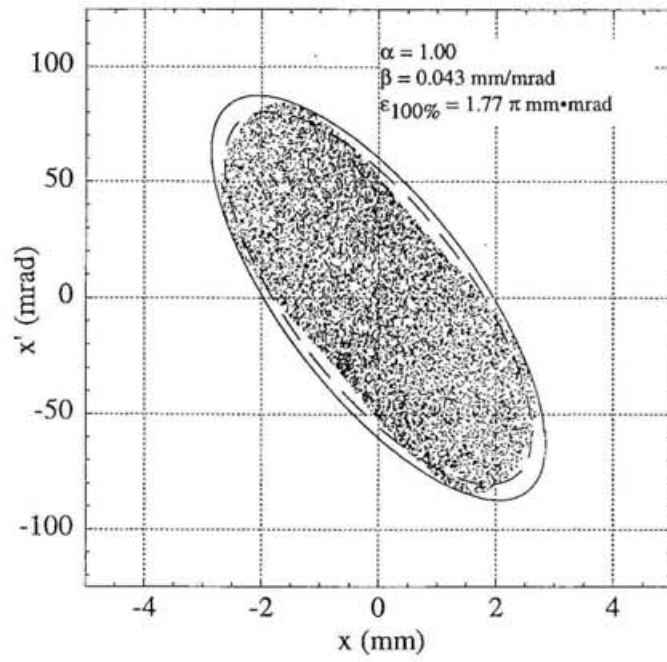 α = 1.00
β = 0.043 mm/mrad
ε100% = 1.77 π mm•mrad
100
50
0
-50
-100
x' (mrad)
-4 -2 0 2 4
x (mm)